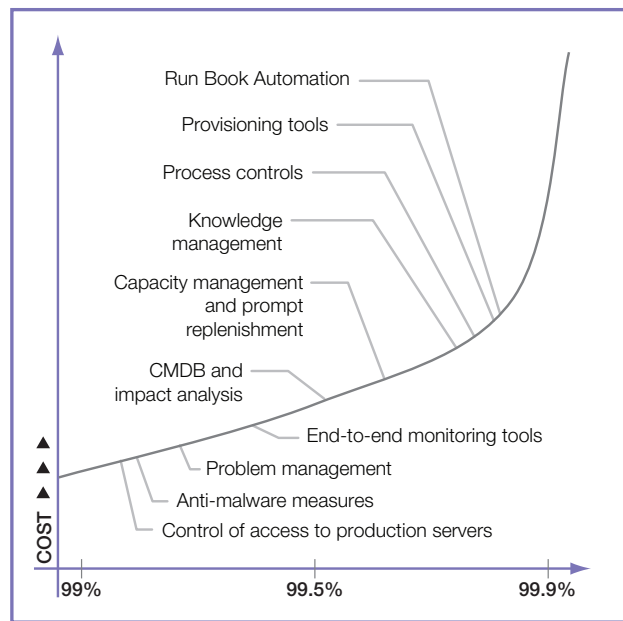 Run Book Automation
Provisioning tools
Process controls
Knowledge
management
Capacity management
and prompt
replenishment
CMDB and
impact analysis
End-to-end monitoring tools
Problem management
Anti-malware measures
Control of access to production servers
COST
99%
99.5%
99.9%